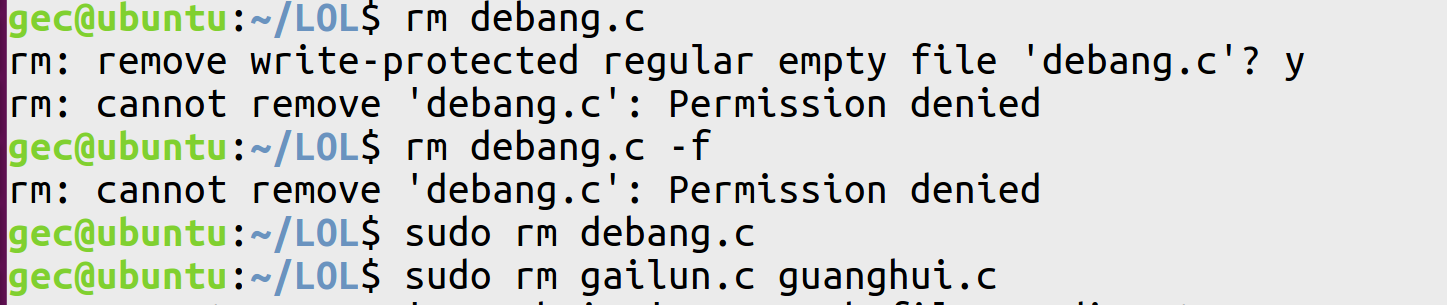 gec@ubuntu:~/LOL$ rm debang.c
rm: remove write-protected regular empty file 'debang.c'? y
rm: cannot remove 'debang.c': Permission denied
gec@ubuntu:~/LOL$ rm debang.c -f
rm: cannot remove 'debang.c': Permission denied
gec@ubuntu:~/LOL$ sudo rm debang.c
gec@ubuntu:~/LOL$ sudo rm gailun.c guanghui.c